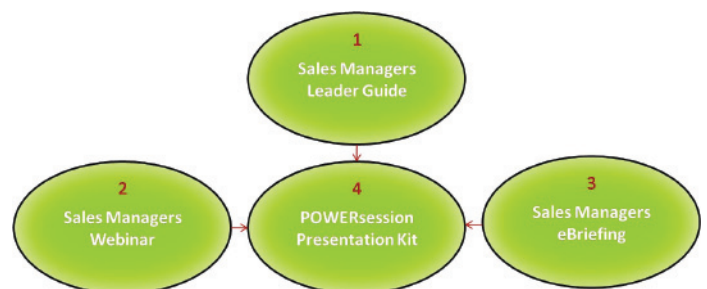 1
Sales Managers
Leader Guide
2
Sales Managers
Webinar
4
POWERsession
Presentation Kit
3
Sales Managers
eBriefing